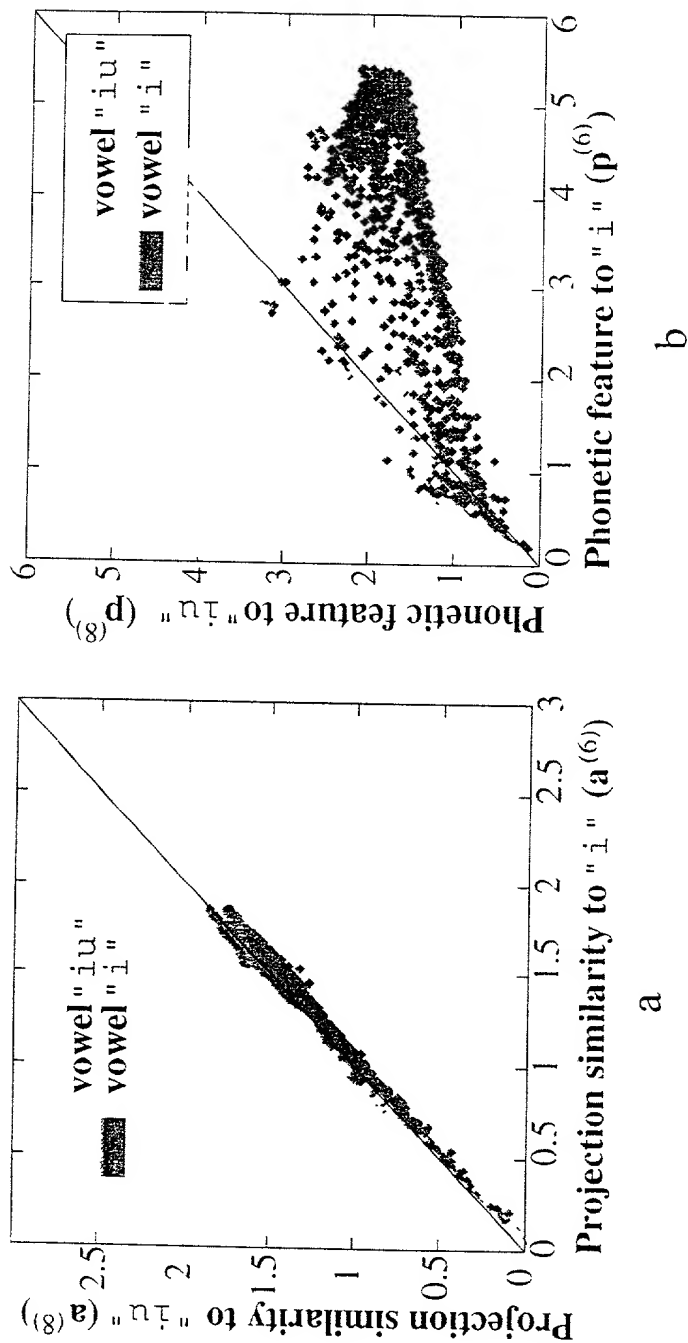 vowel "iu"
vowel "i"
2.5
2
1.5
1
0.5
0
0
0.5
1
1.5
2
2.5
3
Projection similarity to "iu" (a(8))
Projection similarity to "i" (a(6))
a
vowel "iu"
vowel "i"
6
5
4
3
2
1
0
0
1
2
3
4
5
6
Phonetic feature to "iu" (p(8))
Phonetic feature to "i" (p(6))
b